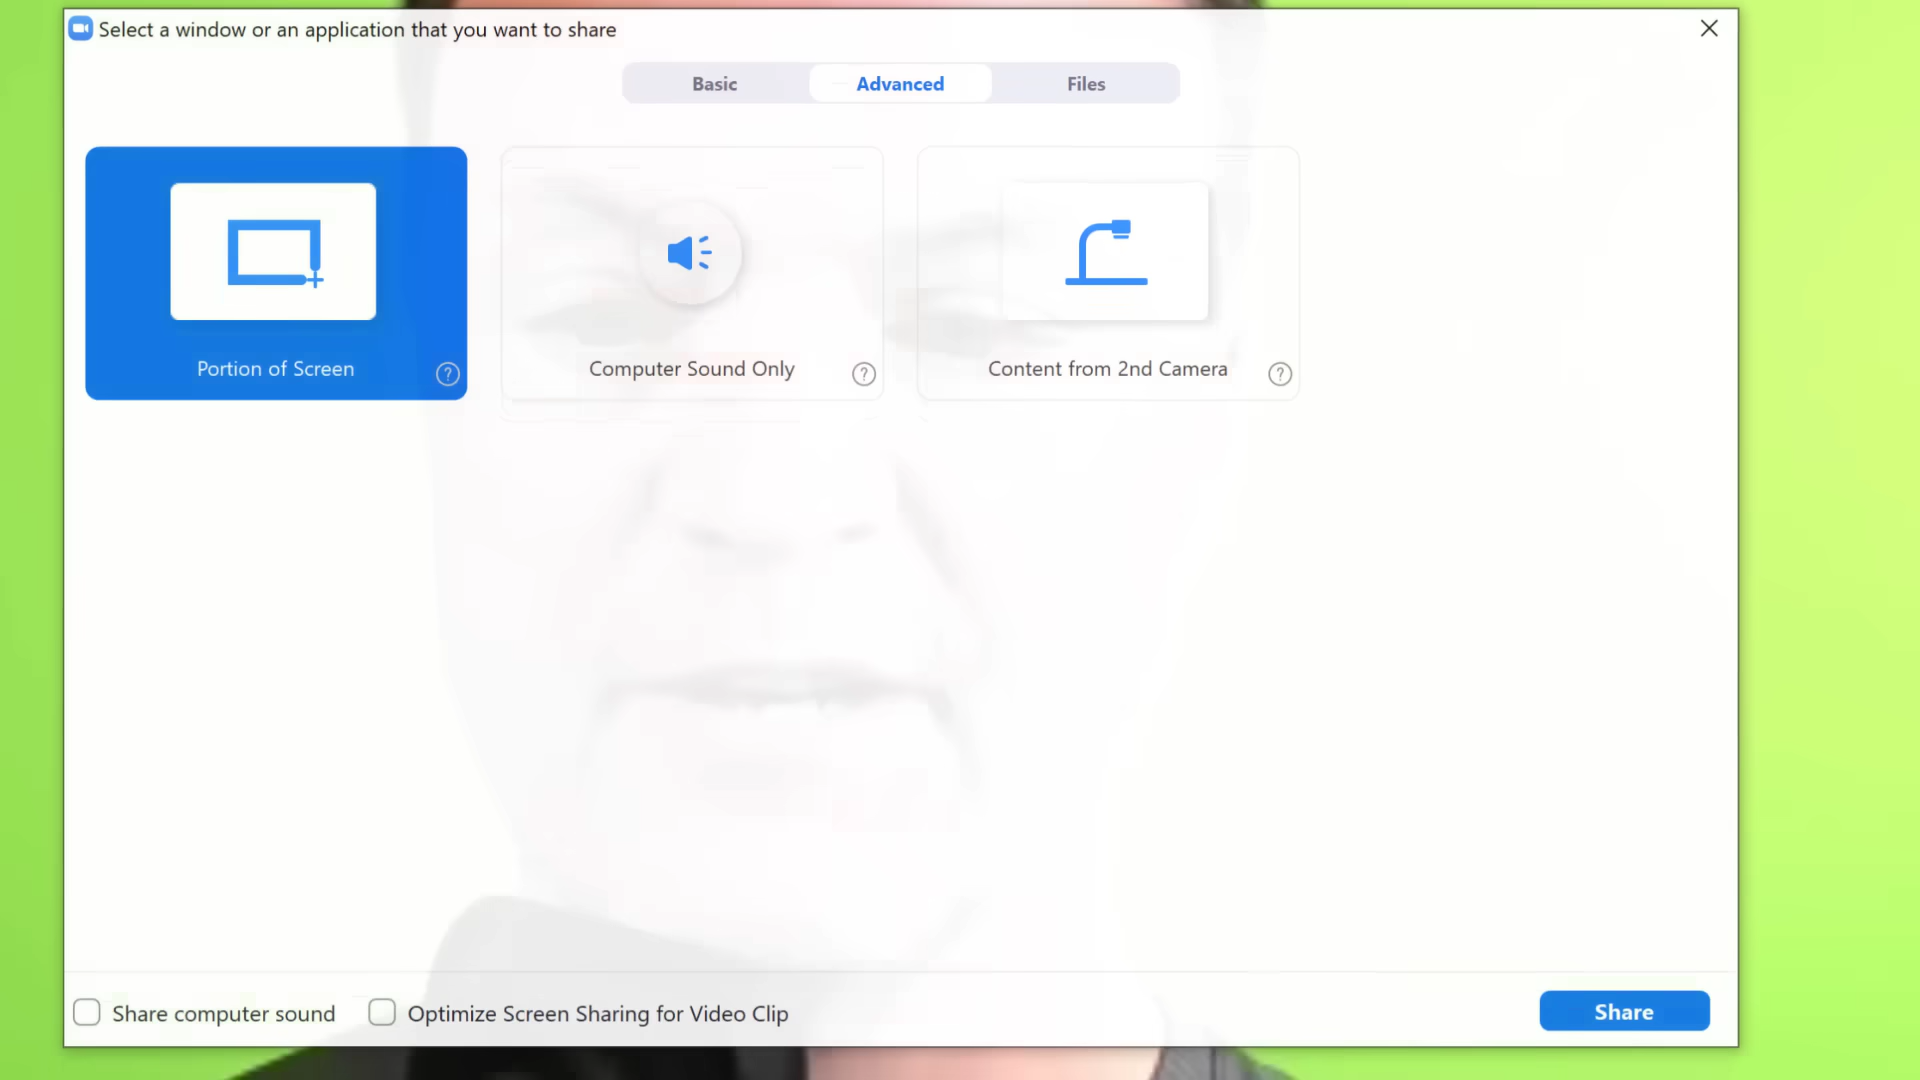 Select a window or an application that you want to share
Basic
Advanced
Files
Portion of Screen
?
Computer Sound Only
?
Content from 2nd Camera
?
Share computer sound
Optimize Screen Sharing for Video Clip
Share